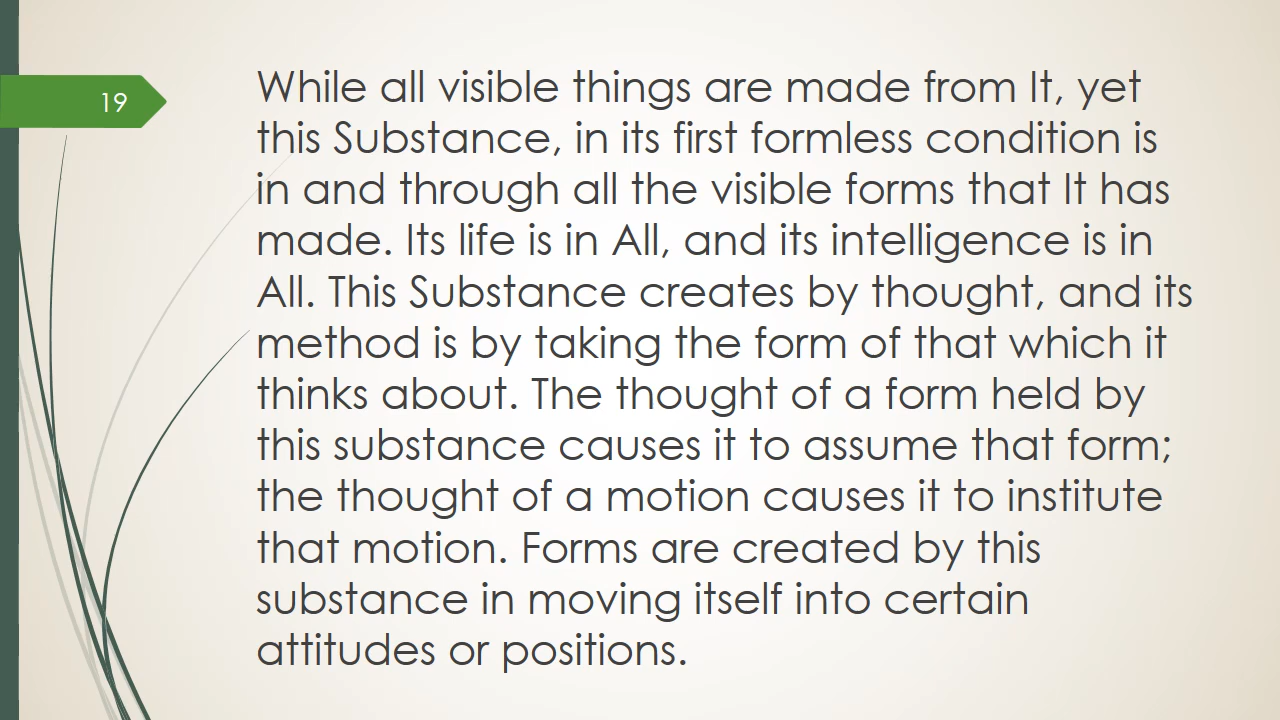 19
While all visible things are made from It, yet
this Substance, in its first formless condition is
in and through all the visible forms that It has
made. Its life is in All, and its intelligence is in
All. This Substance creates by thought, and its
method is by taking the form of that which it
thinks about. The thought of a form held by
this substance causes it to assume that form;
the thought of a motion causes it to institute
that motion. Forms are created by this
substance in moving itself into certain
attitudes or positions.